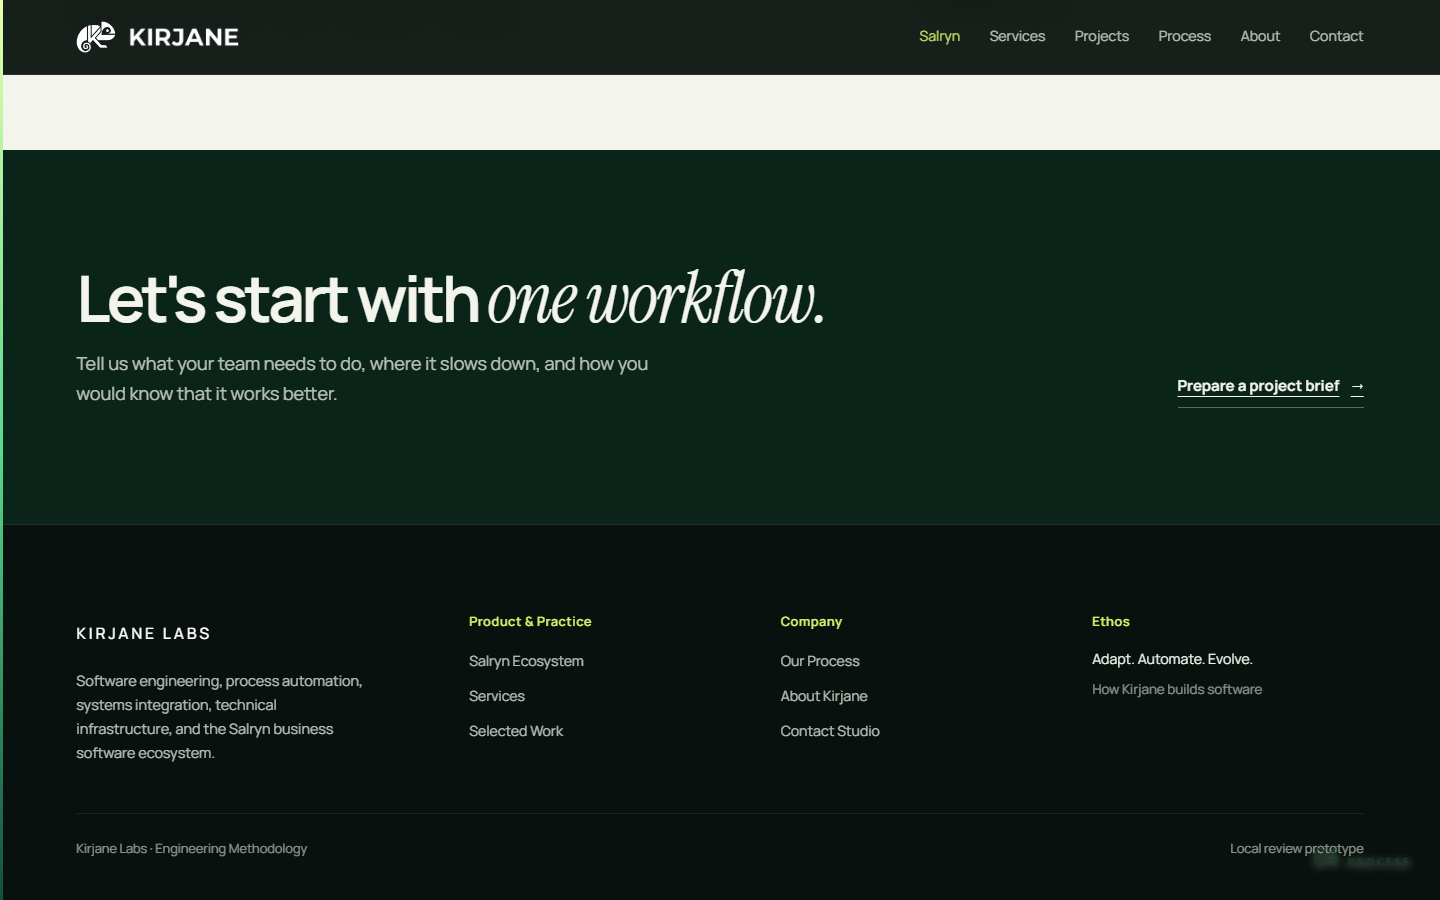 KIRJANE
Salryn Services Projects Process About Contact
Let's start with one workflow.
Tell us what your team needs to do, where it slows down, and how you
would know that it works better.
Prepare a project brief →
KIRJANE LABS
Software engineering, process automation,
systems integration, technical
infrastructure, and the Salryn business
software ecosystem.
Product & Practice
Salryn Ecosystem
Services
Selected Work
Company
Our Process
About Kirjane
Contact Studio
Ethos
Adapt. Automate. Evolve.
How Kirjane builds software
Kirjane Labs · Engineering Methodology
Local review prototype
PROCESS